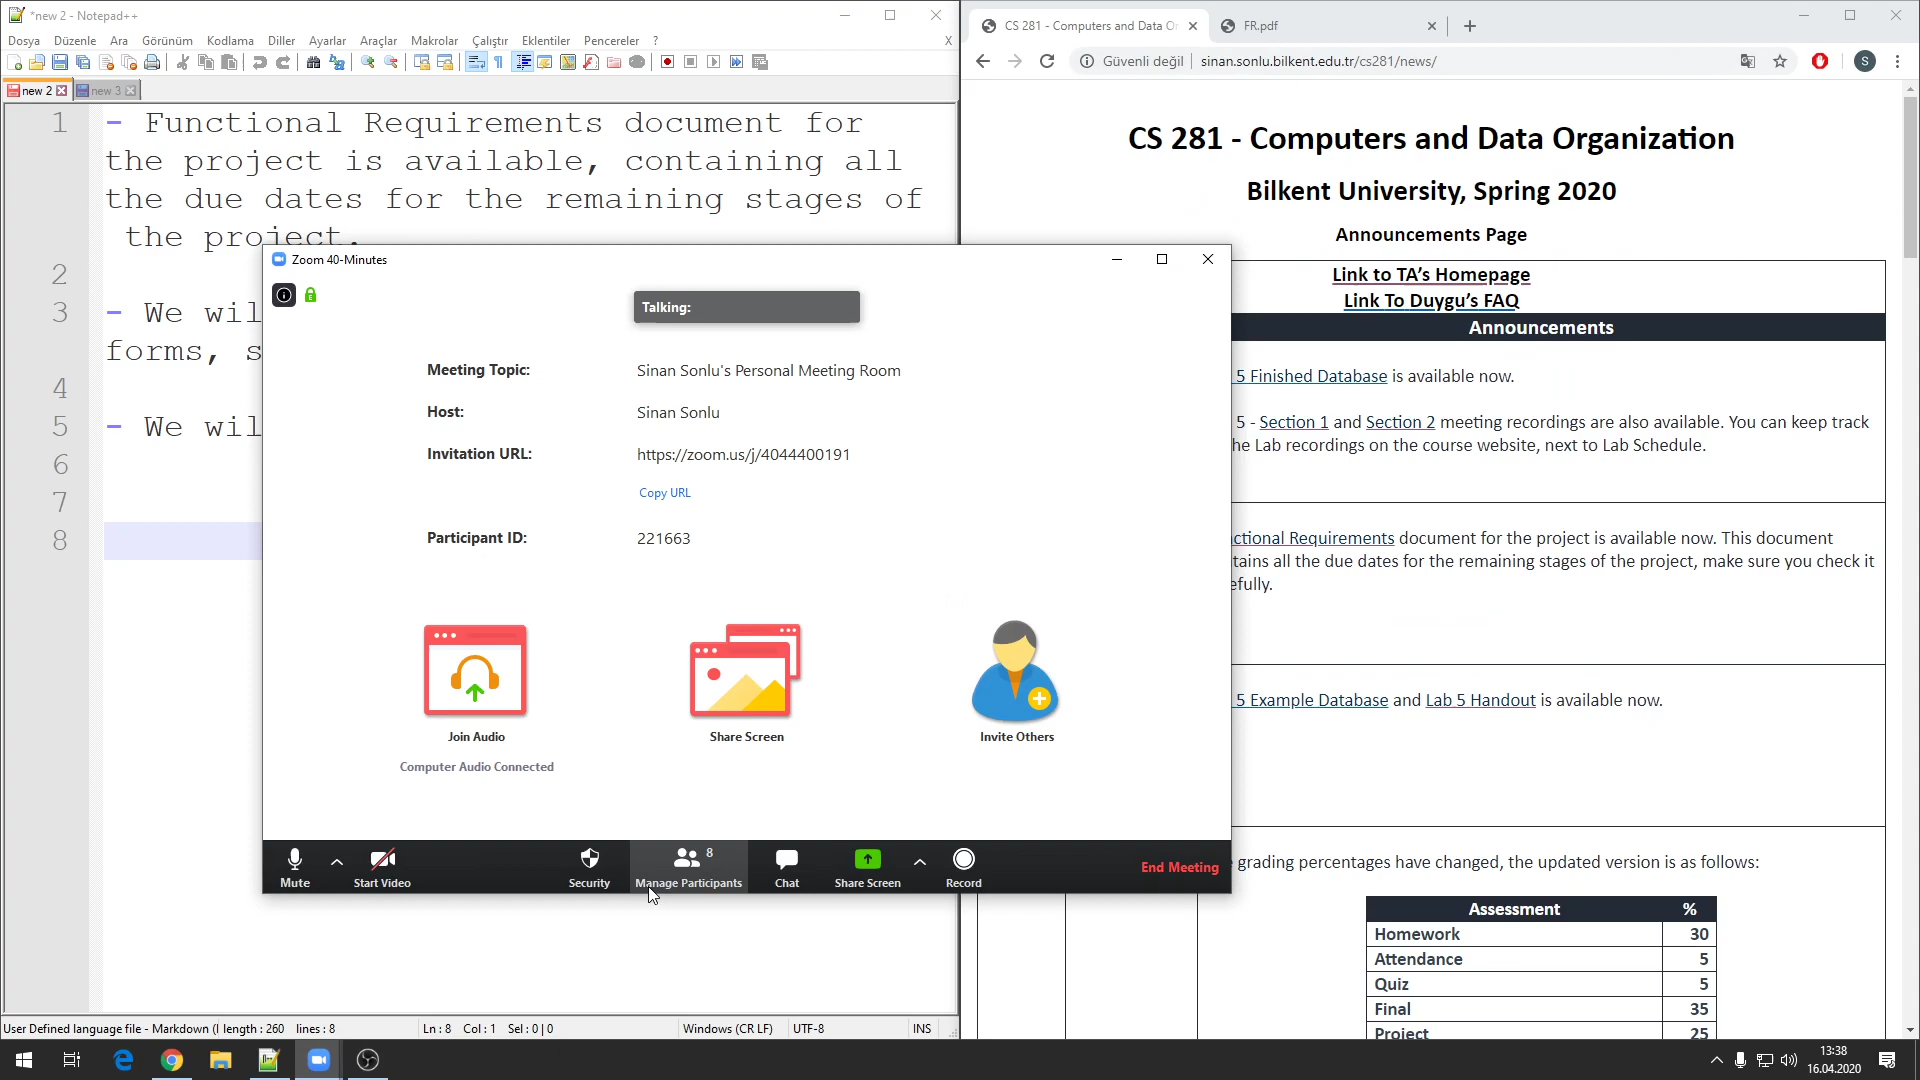 *new 2 - Notepad++
Dosya Düzenle Ara Görünüm Kodlama Diller Ayarlar Araçlar Makrolar Çalıştır Eklentiler Pencereler ? X
new 2 new 3
1 - Functional Requirements document for
the project is available, containing all
the due dates for the remaining stages of
the project.
2
3 - We wil
forms, s
4
5 - We wil
6
7
8
User Defined language file - Markdown (l length : 260 lines : 8 Ln : 8 Col : 1 Sel : 0 | 0 Windows (CR LF) UTF-8 INS
Zoom 40-Minutes
Talking:
Meeting Topic: Sinan Sonlu's Personal Meeting Room
Host: Sinan Sonlu
Invitation URL: https://zoom.us/j/4044400191
Copy URL
Participant ID: 221663
Join Audio Share Screen Invite Others
Computer Audio Connected
Mute Start Video Security Manage Participants 8 Chat Share Screen Record End Meeting
CS 281 - Computers and Data Or FR.pdf
Güvenli değil sinan.sonlu.bilkent.edu.tr/cs281/news/ S
CS 281 - Computers and Data Organization
Bilkent University, Spring 2020
Announcements Page
Link to TA's Homepage
Link To Duygu's FAQ
Announcements
5 Finished Database is available now.
5 - Section 1 and Section 2 meeting recordings are also available. You can keep track
he Lab recordings on the course website, next to Lab Schedule.
ctional Requirements document for the project is available now. This document
tains all the due dates for the remaining stages of the project, make sure you check it
efully.
5 Example Database and Lab 5 Handout is available now.
grading percentages have changed, the updated version is as follows:
Assessment %
Homework 30
Attendance 5
Quiz 5
Final 35
Project 25
13:38
16.04.2020